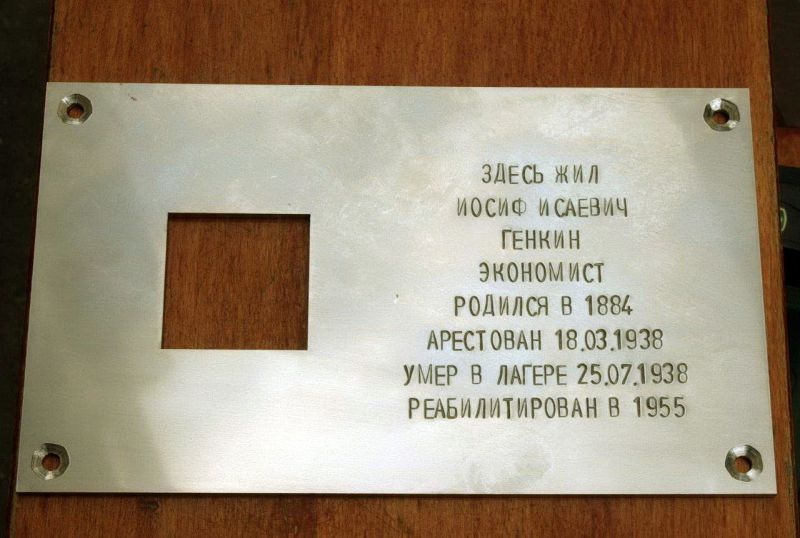 ЗДЕСЬ ЖИЛ
ИОСИФ ИСАЕВИЧ
ГЕНКИН
ЭКОНОМИСТ
РОДИЛСЯ В 1884
АРЕСТОВАН 18.03.1938
УМЕР В ЛАГЕРЕ 25.07.1938
РЕАБИЛИТИРОВАН В 1955